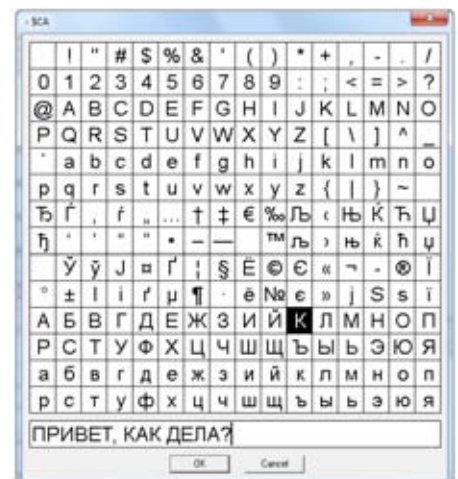 SCA
! " # $ % & ' ( ) * + , - . /
0 1 2 3 4 5 6 7 8 9 : ; < = > ?
@ A B C D E F G H I J K L M N O
P Q R S T U V W X Y Z [ \ ] ^ _
` a b c d e f g h i j k l m n o
p q r s t u v w x y z { | } ~
Ђ Ѓ ‚ ѓ „ … † ‡ € ‰ Љ ‹ Њ Ќ Ћ Џ
ђ ‘ ’ “ ” • – — ™ љ › њ ќ ћ џ
Ў ў Ј ¤ Ґ ¦ § Ё © Є « ¬ - ® Ї
° ± І і ґ µ ¶ · ё № є » ј Ѕ ѕ ї
А Б В Г Д Е Ж З И Й К Л М Н О П
Р С Т У Ф Х Ц Ч Ш Щ Ъ Ы Ь Э Ю Я
а б в г д е ж з и й к л м н о п
р с т у ф х ц ч ш щ ъ ы ь э ю я
ПРИВЕТ, КАК ДЕЛА?
OK Cancel